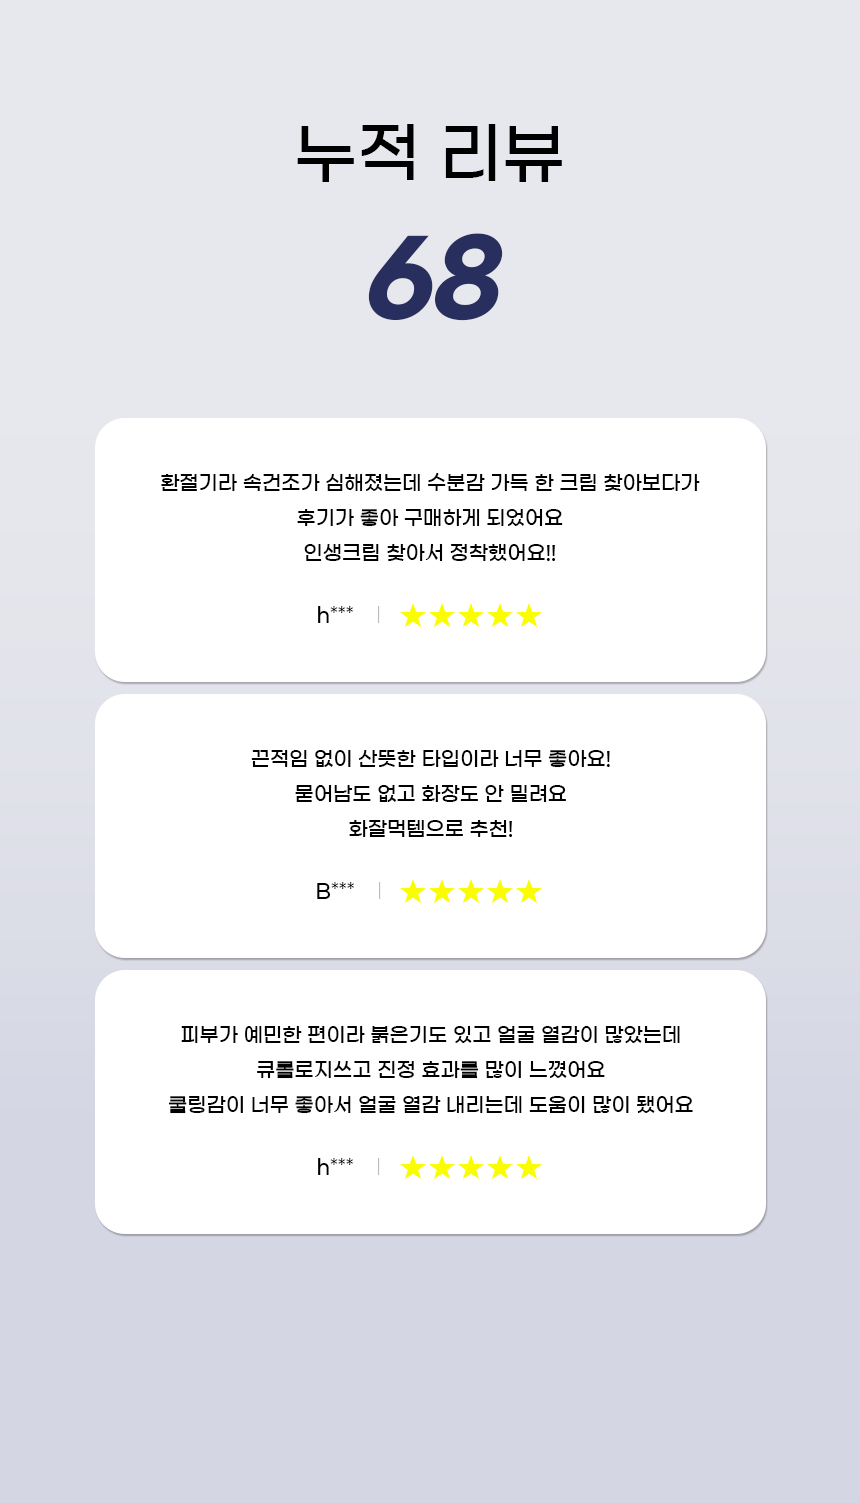 누적 리뷰
68
환절기라 속건조가 심해졌는데 수분감 가득 한 크림 찾아보다가
후기가 좋아 구매하게 되었어요
인생크림 찾아서 정착했어요!!
h*** | ★★★★★
끈적임 없이 산뜻한 타입이라 너무 좋아요!
묻어남도 없고 화장도 안 밀려요
화잘먹템으로 추천!
B*** | ★★★★★
피부가 예민한 편이라 붉은기도 있고 얼굴 열감이 많았는데
큐롤로지쓰고 진정 효과를 많이 느꼈어요
쿨링감이 너무 좋아서 얼굴 열감 내리는데 도움이 많이 됐어요
h*** | ★★★★★